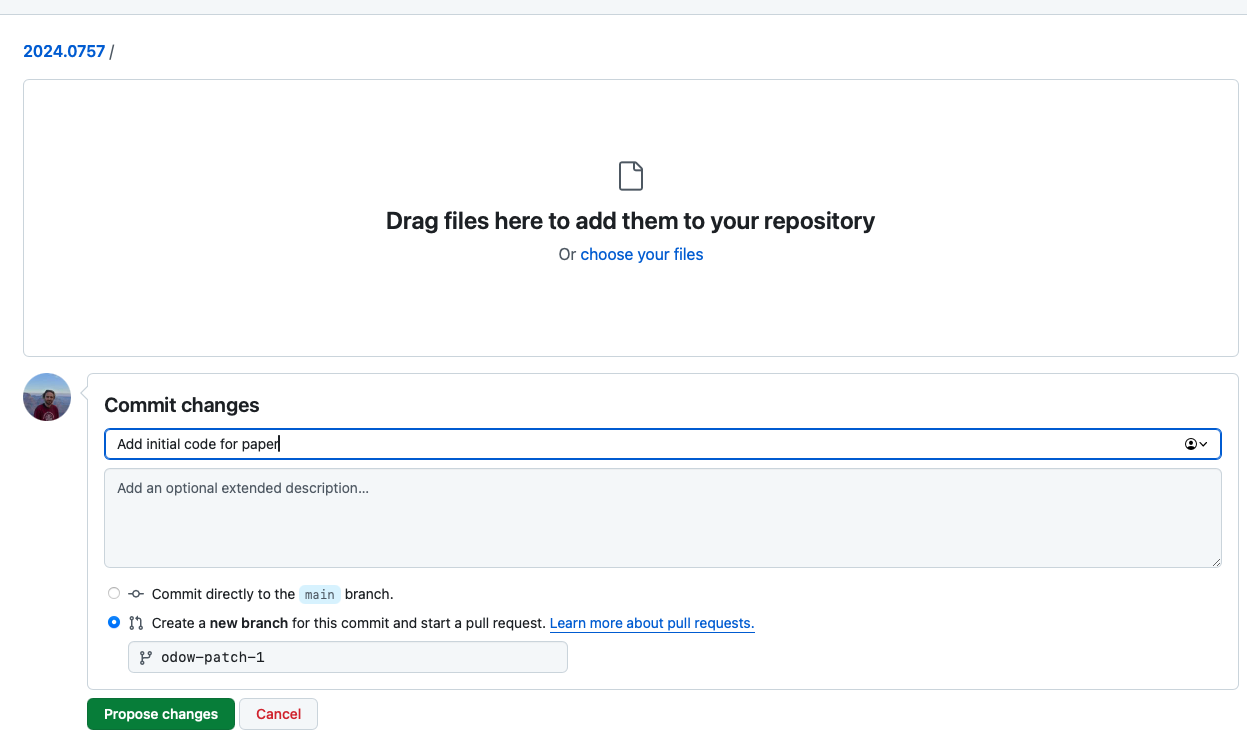 2024.0757 /
Drag files here to add them to your repository
Or choose your files
Commit changes
Add initial code for paper
Add an optional extended description...
Commit directly to the main branch.
Create a new branch for this commit and start a pull request. Learn more about pull requests.
odow-patch-1
Propose changes Cancel